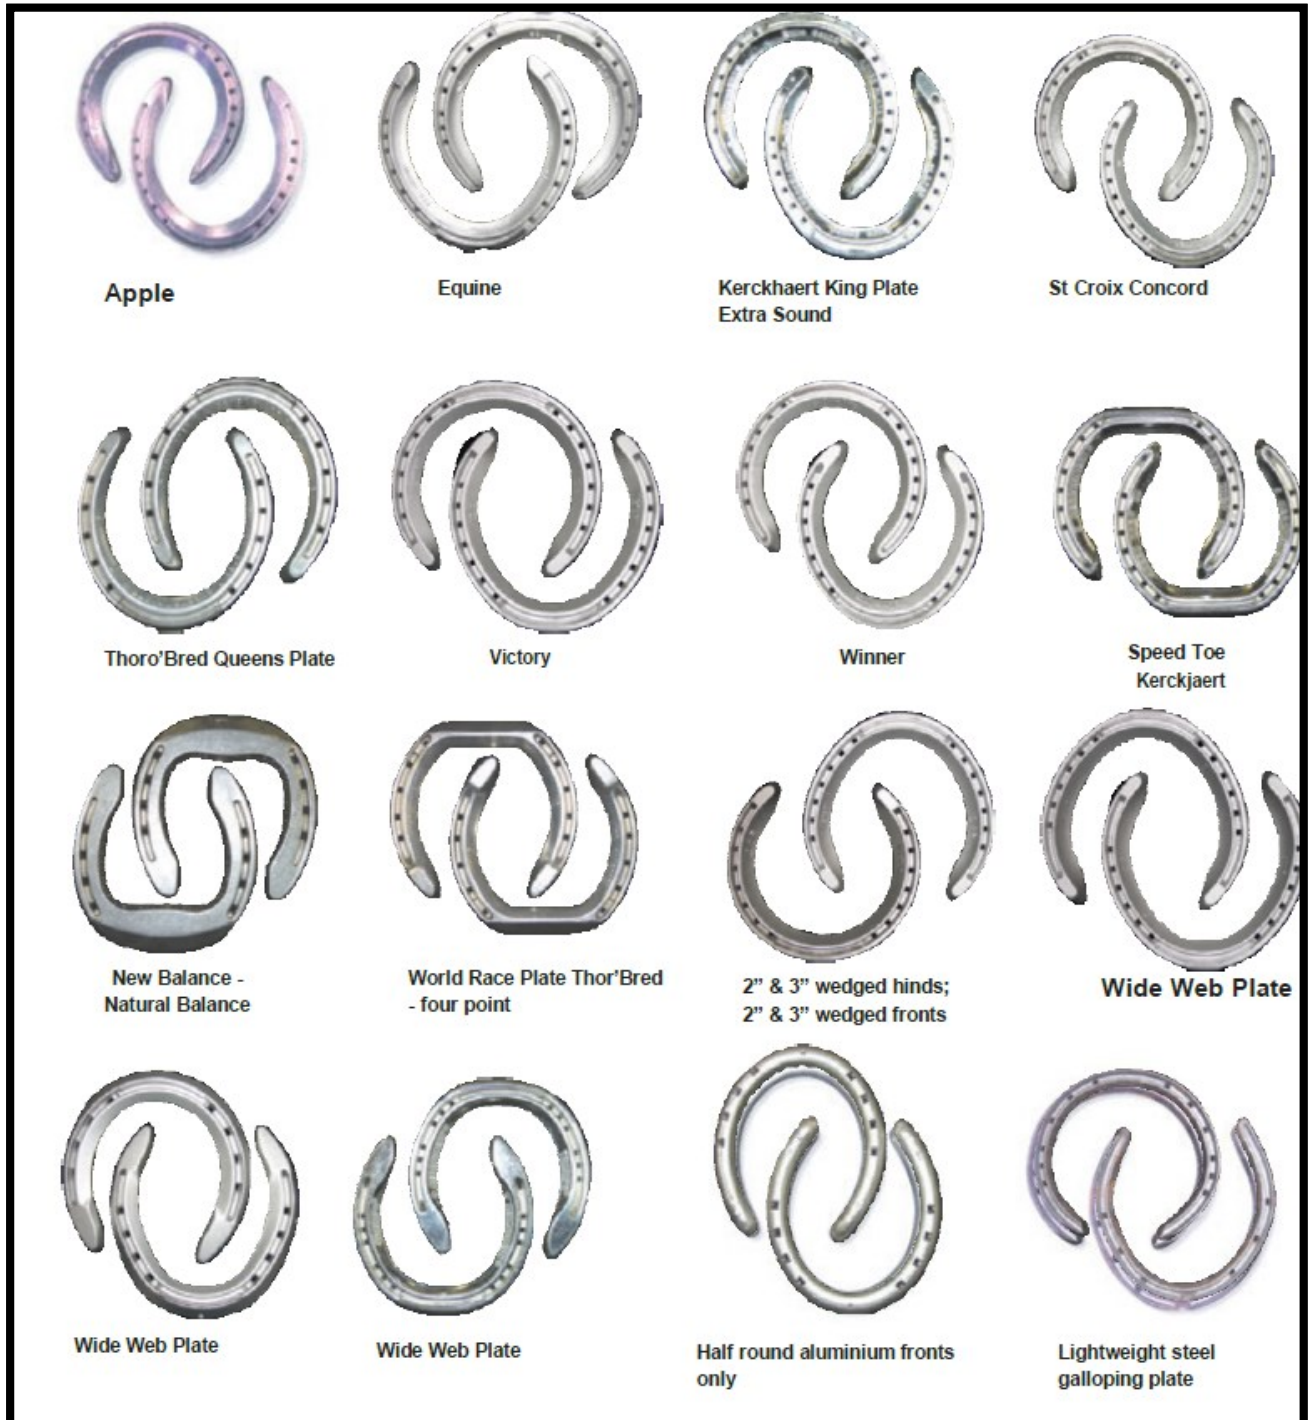 Apple
Equine
Kerckhaert King Plate
Extra Sound
St Croix Concord
Thoro'Bred Queens Plate
Victory
Winner
Speed Toe
Kerckjaert
New Balance -
Natural Balance
World Race Plate Thor'Bred
- four point
2” & 3” wedged hinds;
2” & 3” wedged fronts
Wide Web Plate
Wide Web Plate
Wide Web Plate
Half round aluminium fronts
only
Lightweight steel
galloping plate